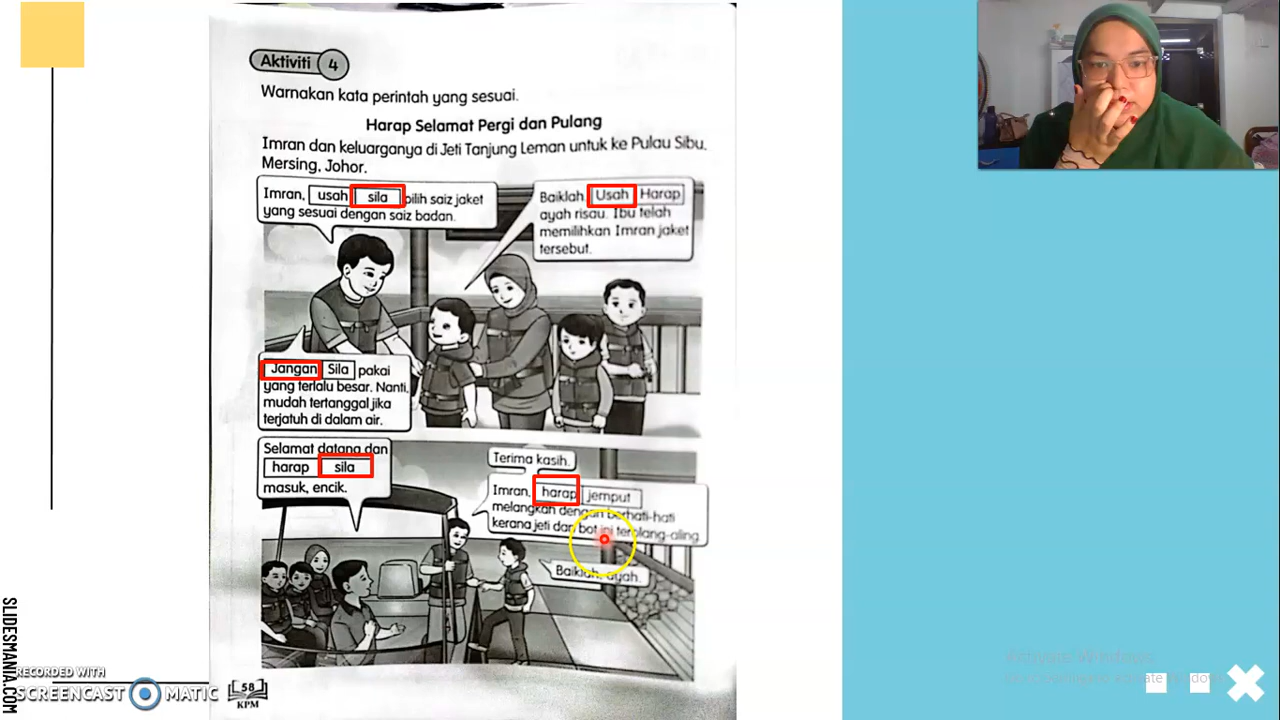 Aktiviti 4
Warnakan kata perintah yang sesuai.
Harap Selamat Pergi dan Pulang
Imran dan keluarganya di Jeti Tanjung Leman untuk ke Pulau Sibu,
Mersing, Johor.
Imran, usah sila pilih saiz jaket
yang sesuai dengan saiz badan.
Baiklah. Usah Harap
ayah risau. Ibu telah
memilihkan Imran jaket
tersebut.
Jangan Sila pakai
yang terlalu besar. Nanti,
mudah tertanggal jika
terjatuh di dalam air.
Selamat datang dan
harap sila
masuk, encik.
Terima kasih.
Imran, harap jemput
melangkah dengan berhati-hati
kerana jeti dan bot ini terolang-aling
Baiklah, ayah.
58
KPM
SLIDESMANIA.COM
RECORDED WITH
SCREENCAST MATIC
Activate Windows